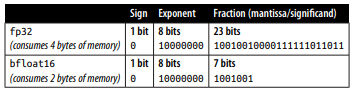 Sign Exponent Fraction (mantissa/significand)
fp32 1 bit 8 bits 23 bits
(consumes 4 bytes of memory) 0 10000000 10010010000111111011011
bfloat16 1 bit 8 bits 7 bits
(consumes 2 bytes of memory) 0 10000000 1001001